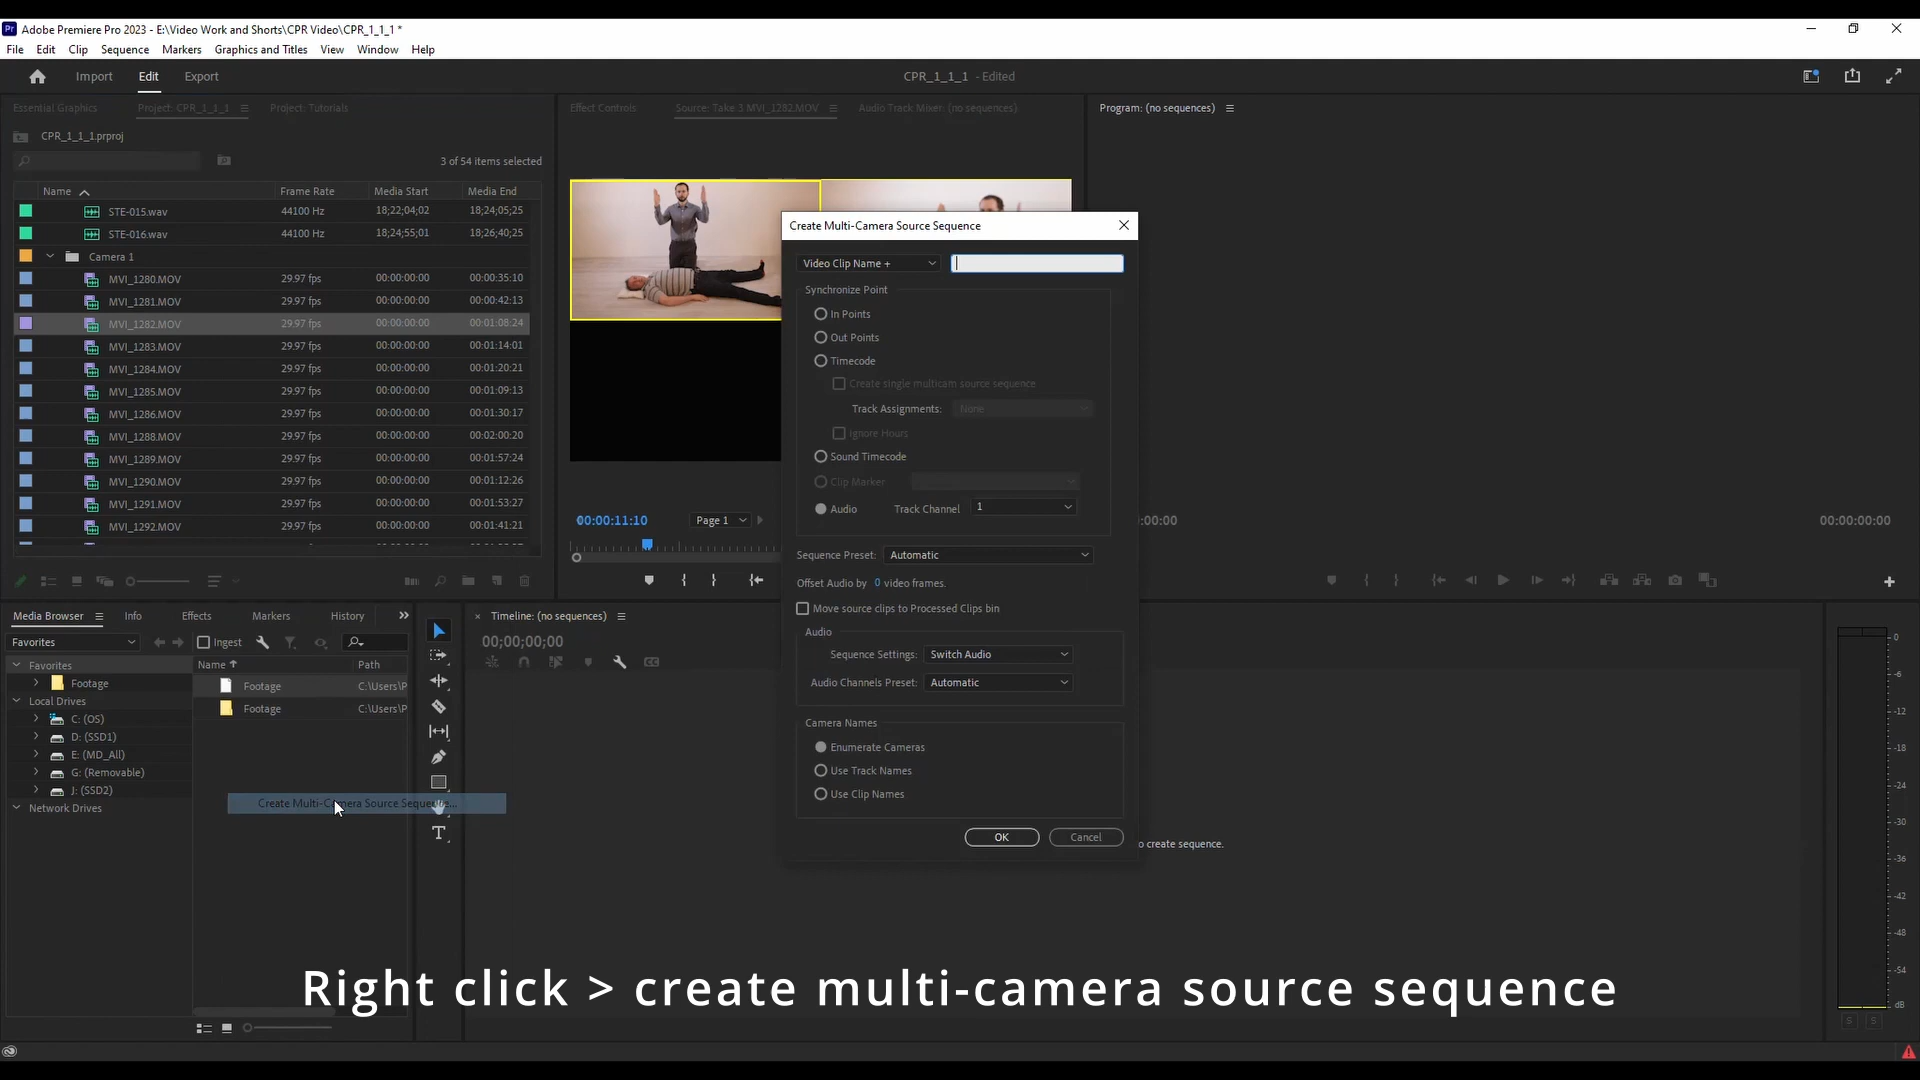 Pr Adobe Premiere Pro 2023 - E:\Video Work and Shorts\CPR Video\CPR_1_1_1 *
File Edit Clip Sequence Markers Graphics and Titles View Window Help
Import Edit Export
CPR_1_1_1 - Edited
Essential Graphics Project: CPR_1_1_1 Project: Tutorials
CPR_1_1_1.prproj
3 of 54 items selected
Name Frame Rate Media Start Media End
STE-015.wav 44100 Hz 18;22;04;02 18;24;05;25
STE-016.wav 44100 Hz 18;24;55;01 18;26;40;25
Camera 1
MVI_1280.MOV 29.97 fps 00:00:00:00 00:00:35:10
MVI_1281.MOV 29.97 fps 00:00:00:00 00:00:42:13
MVI_1282.MOV 29.97 fps 00:00:00:00 00:01:08:24
MVI_1283.MOV 29.97 fps 00:00:00:00 00:01:14:01
MVI_1284.MOV 29.97 fps 00:00:00:00 00:01:20:21
MVI_1285.MOV 29.97 fps 00:00:00:00 00:01:09:13
MVI_1286.MOV 29.97 fps 00:00:00:00 00:01:30:17
MVI_1288.MOV 29.97 fps 00:00:00:00 00:02:00:20
MVI_1289.MOV 29.97 fps 00:00:00:00 00:01:57:24
MVI_1290.MOV 29.97 fps 00:00:00:00 00:01:12:26
MVI_1291.MOV 29.97 fps 00:00:00:00 00:01:53:27
MVI_1292.MOV 29.97 fps 00:00:00:00 00:01:41:21
Effect Controls Source: Take 3 MVI_1282.MOV Audio Track Mixer: (no sequences)
00:00:11:10 Page 1
Program: (no sequences)
:00:00 00:00:00:00
Create Multi-Camera Source Sequence
Video Clip Name +
Synchronize Point
In Points
Out Points
Timecode
Create single multicam source sequence
Track Assignments: None
Ignore Hours
Sound Timecode
Clip Marker
Audio Track Channel 1
Sequence Preset: Automatic
Offset Audio by 0 video frames.
Move source clips to Processed Clips bin
Audio
Sequence Settings: Switch Audio
Audio Channels Preset: Automatic
Camera Names
Enumerate Cameras
Use Track Names
Use Clip Names
OK Cancel
Media Browser Info Effects Markers History
Favorites Ingest
Name Path
Favorites
Footage
Local Drives
C: (OS)
D: (SSD1)
E: (MD_All)
G: (Removable)
J: (SSD2)
Network Drives
Footage C:\Users\P
Footage C:\Users\P
Create Multi-Camera Source Sequence...
T
Timeline: (no sequences)
00;00;00;00
o create sequence.
0
-6
-12
-18
-24
-30
-36
-42
-48
-54
dB
S S
Right click > create multi-camera source sequence